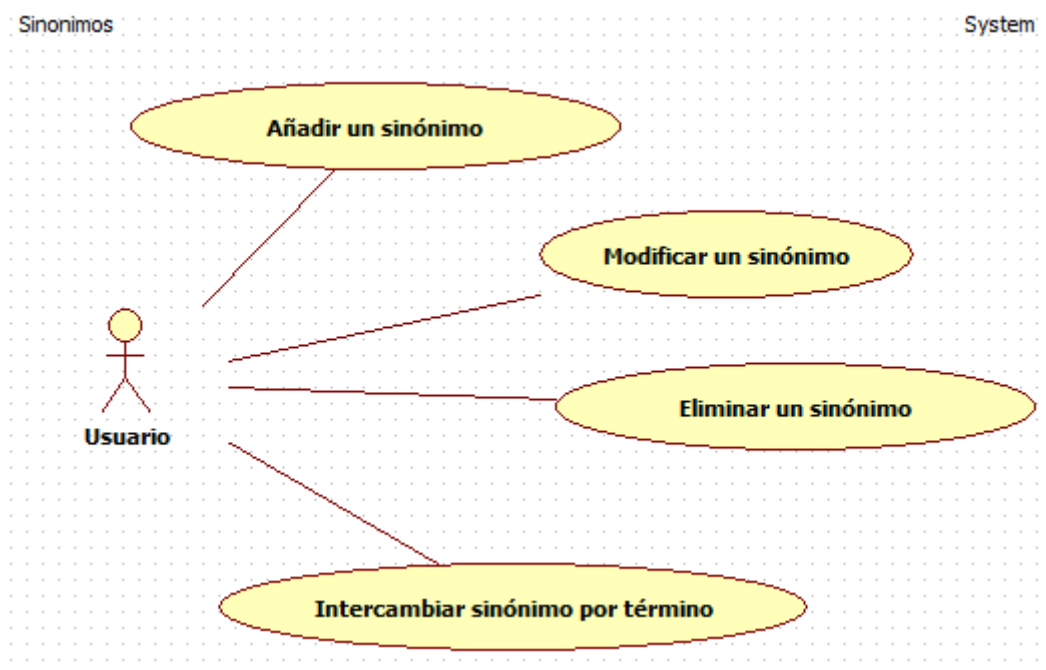 Sinonimos
System
Añadir un sinónimo
Modificar un sinónimo
Eliminar un sinónimo
Usuario
Intercambiar sinónimo por término